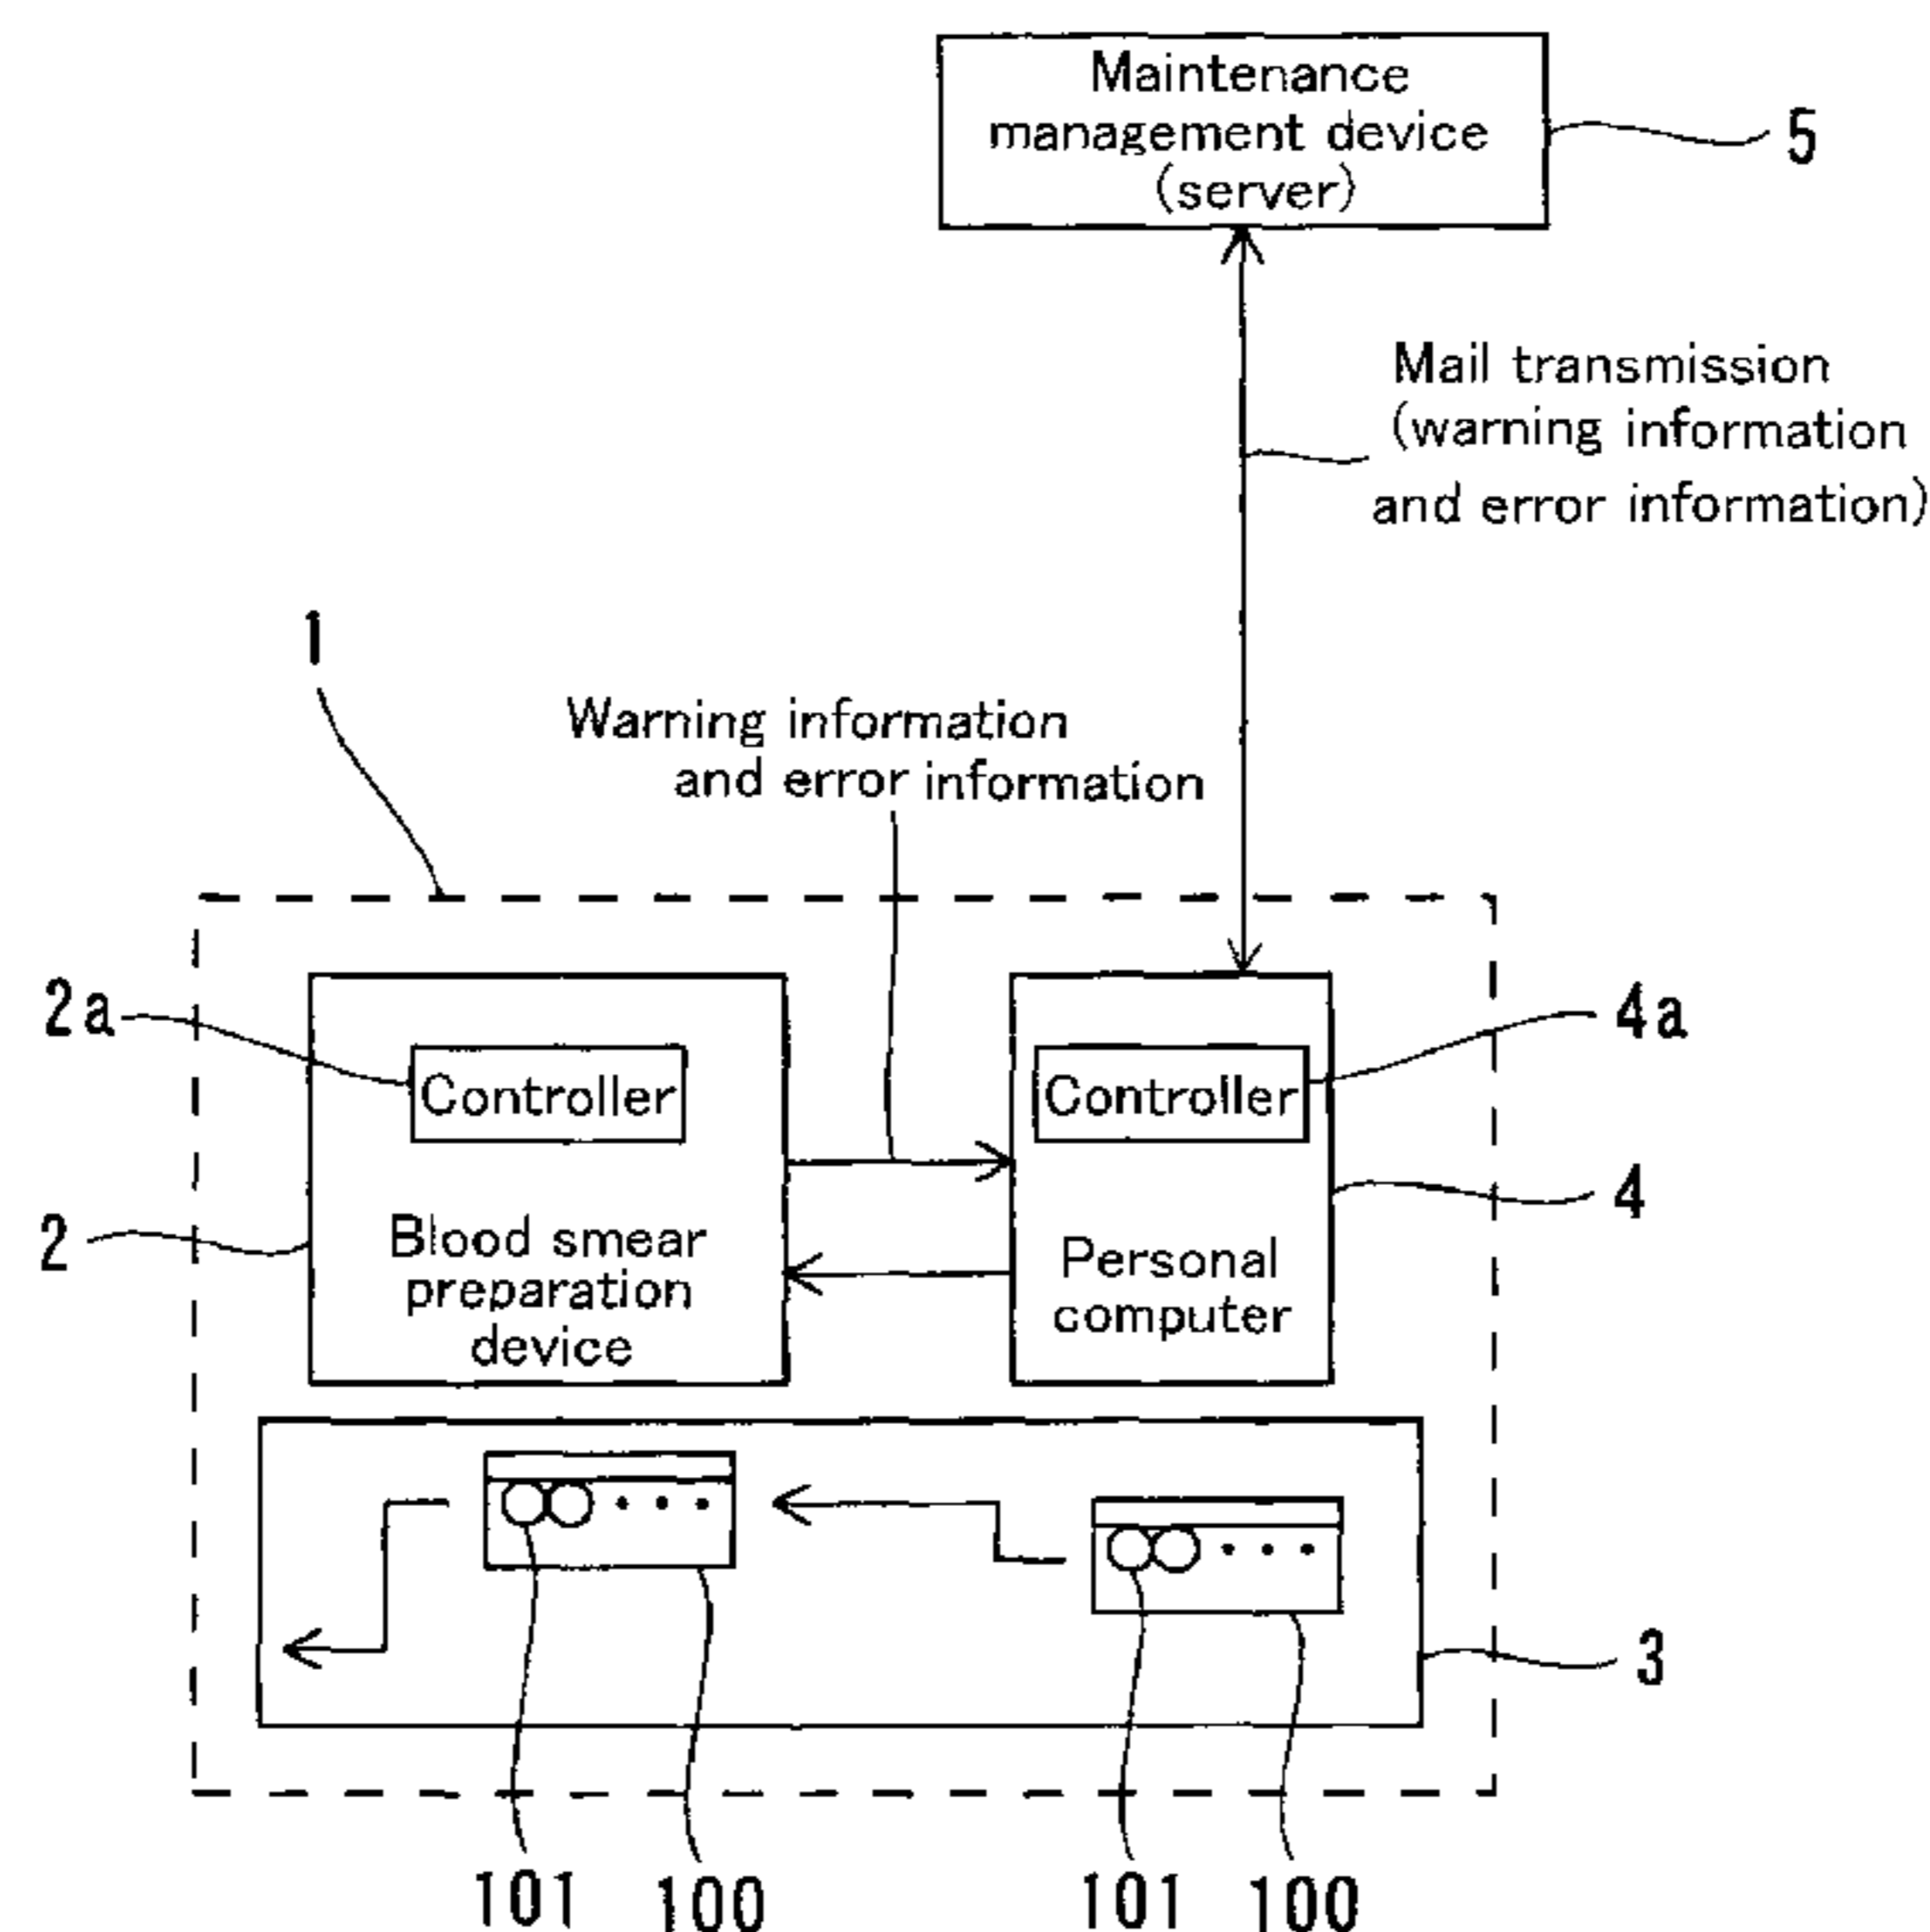 Maintenance
management device
(server)
5
Mail transmission
(warning information
and error information)
1
Warning information
and error information
2a
Controller
Controller
4a
2
Blood smear
preparation
device
Personal
computer
4
3
101
100
101
100